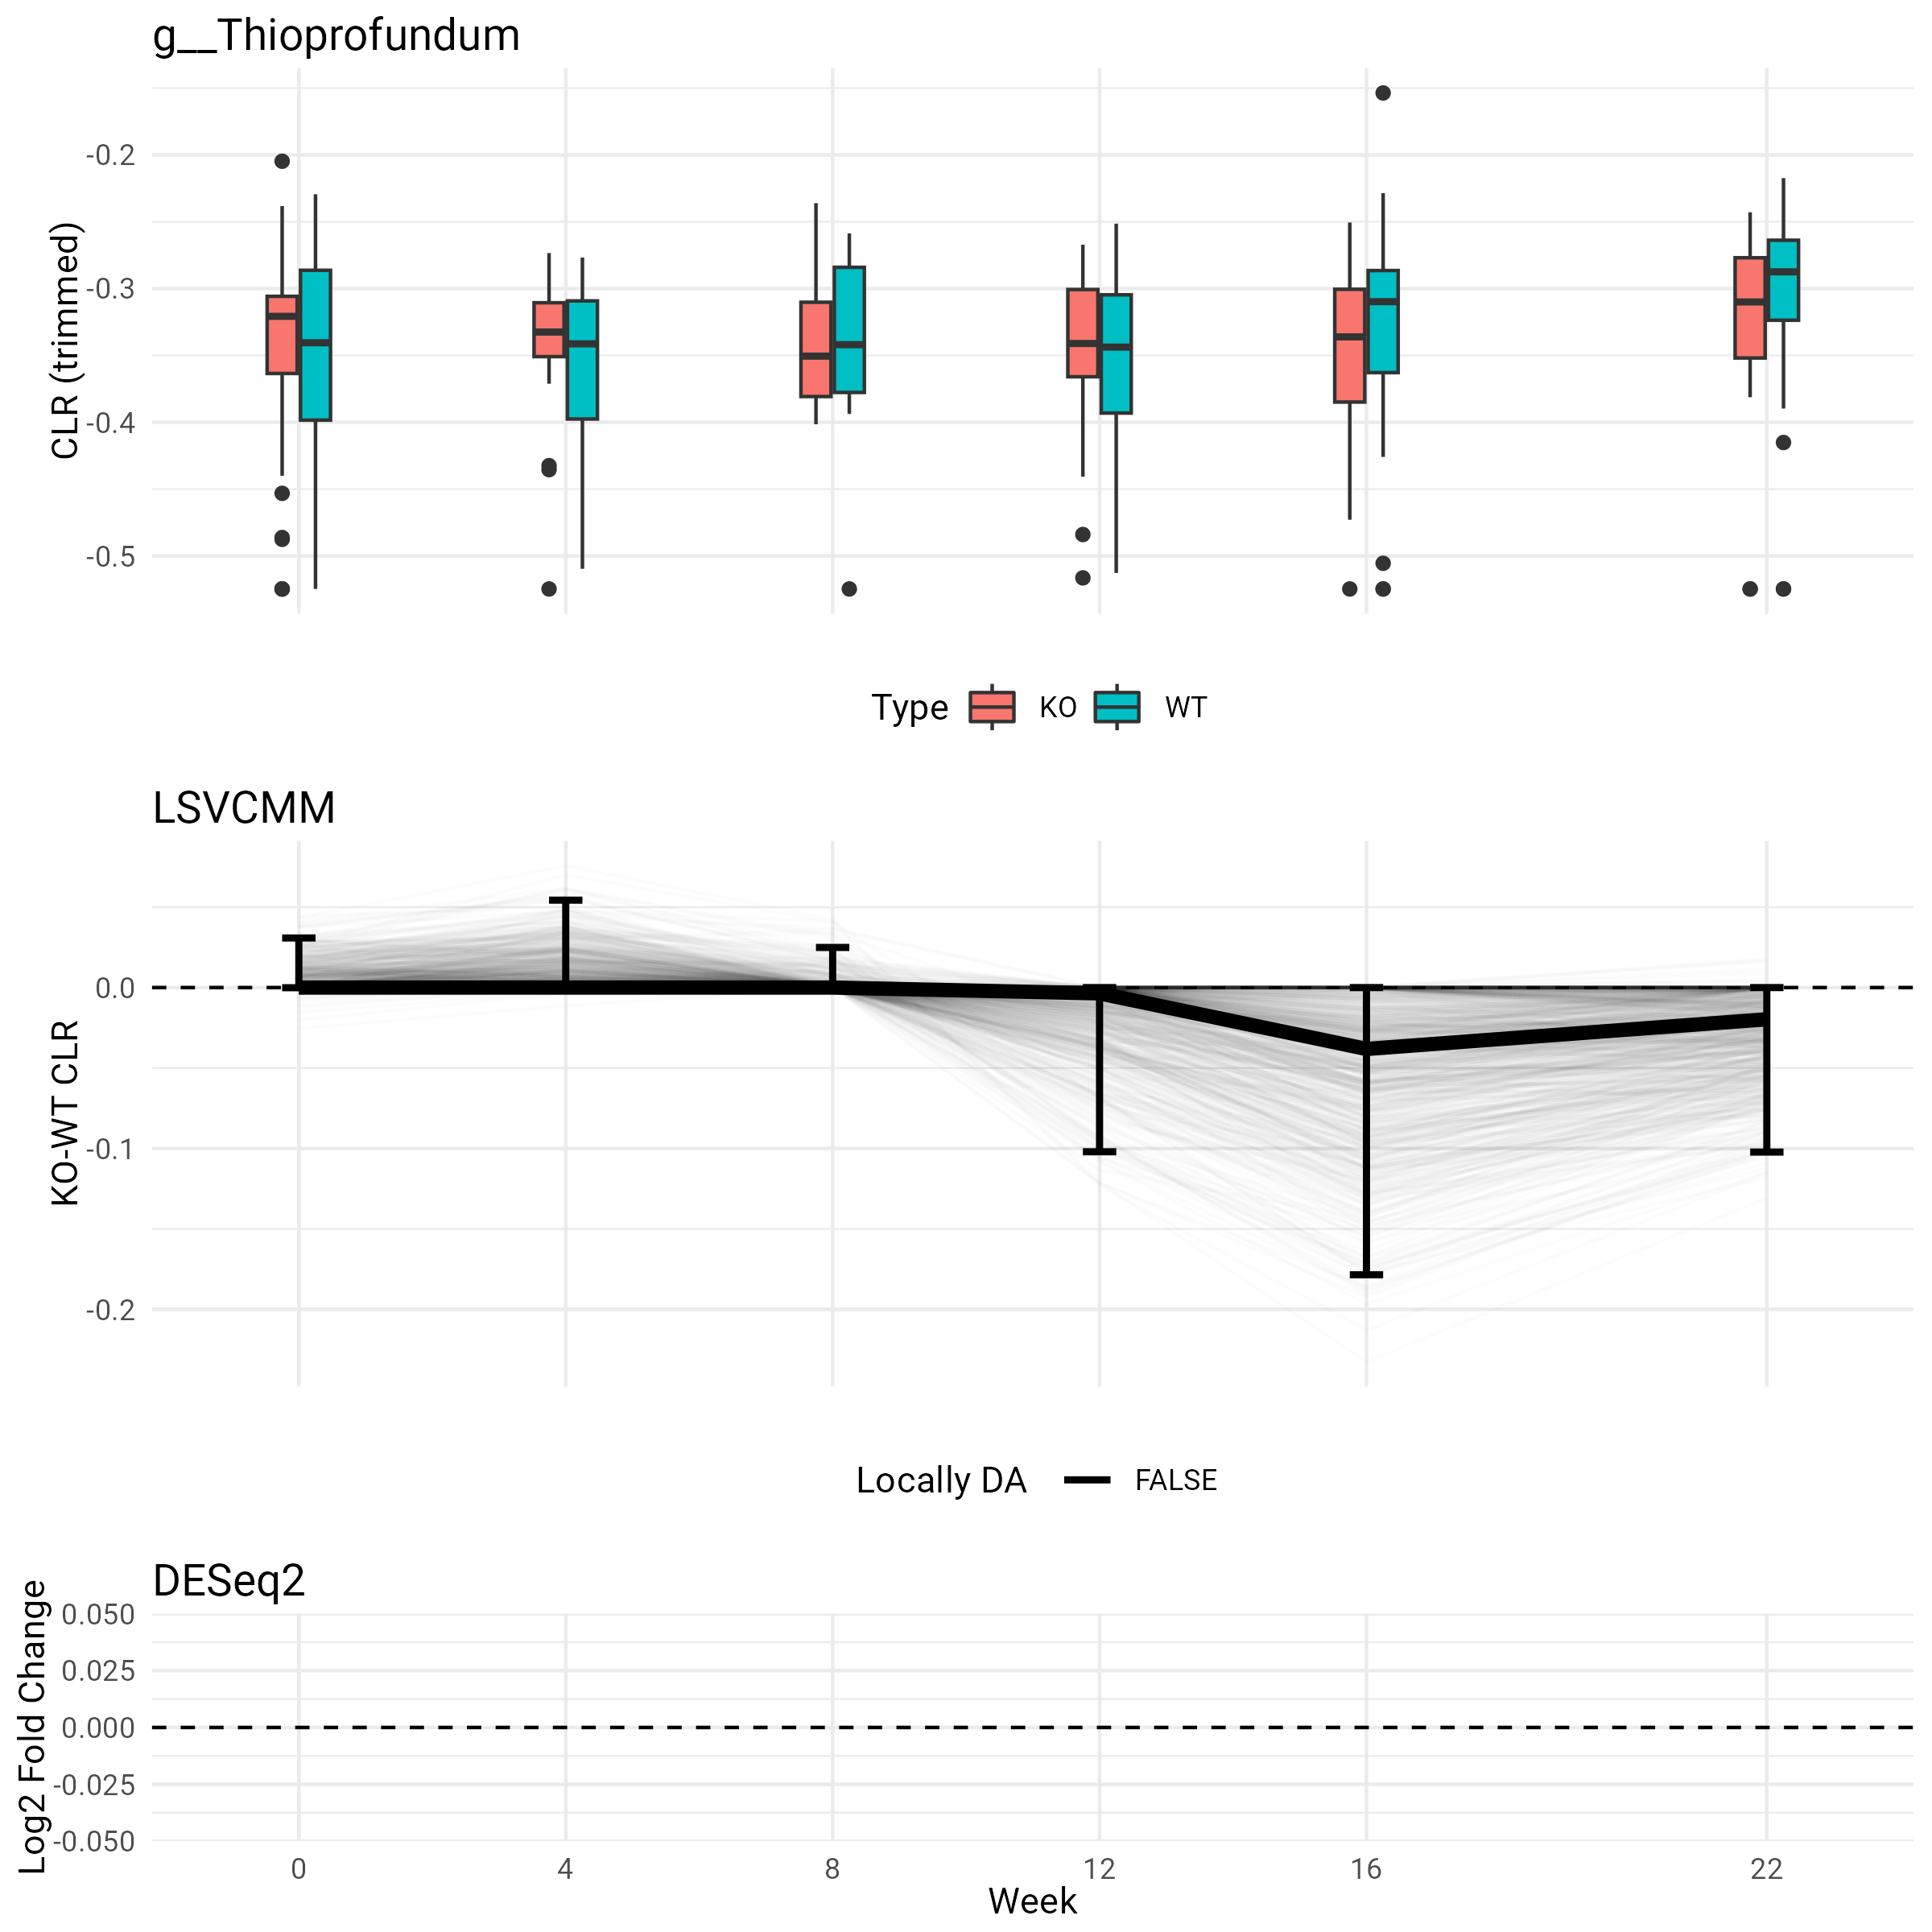 g__Thioprofundum
CLR (trimmed)
-0.2
-0.3
-0.4
-0.5
Type KO WT
LSVCMM
KO-WT CLR
0.0
-0.1
-0.2
Locally DA FALSE
DESeq2
Log2 Fold Change
0.050
0.025
0.000
-0.025
-0.050
0 4 8 12 16 22
Week